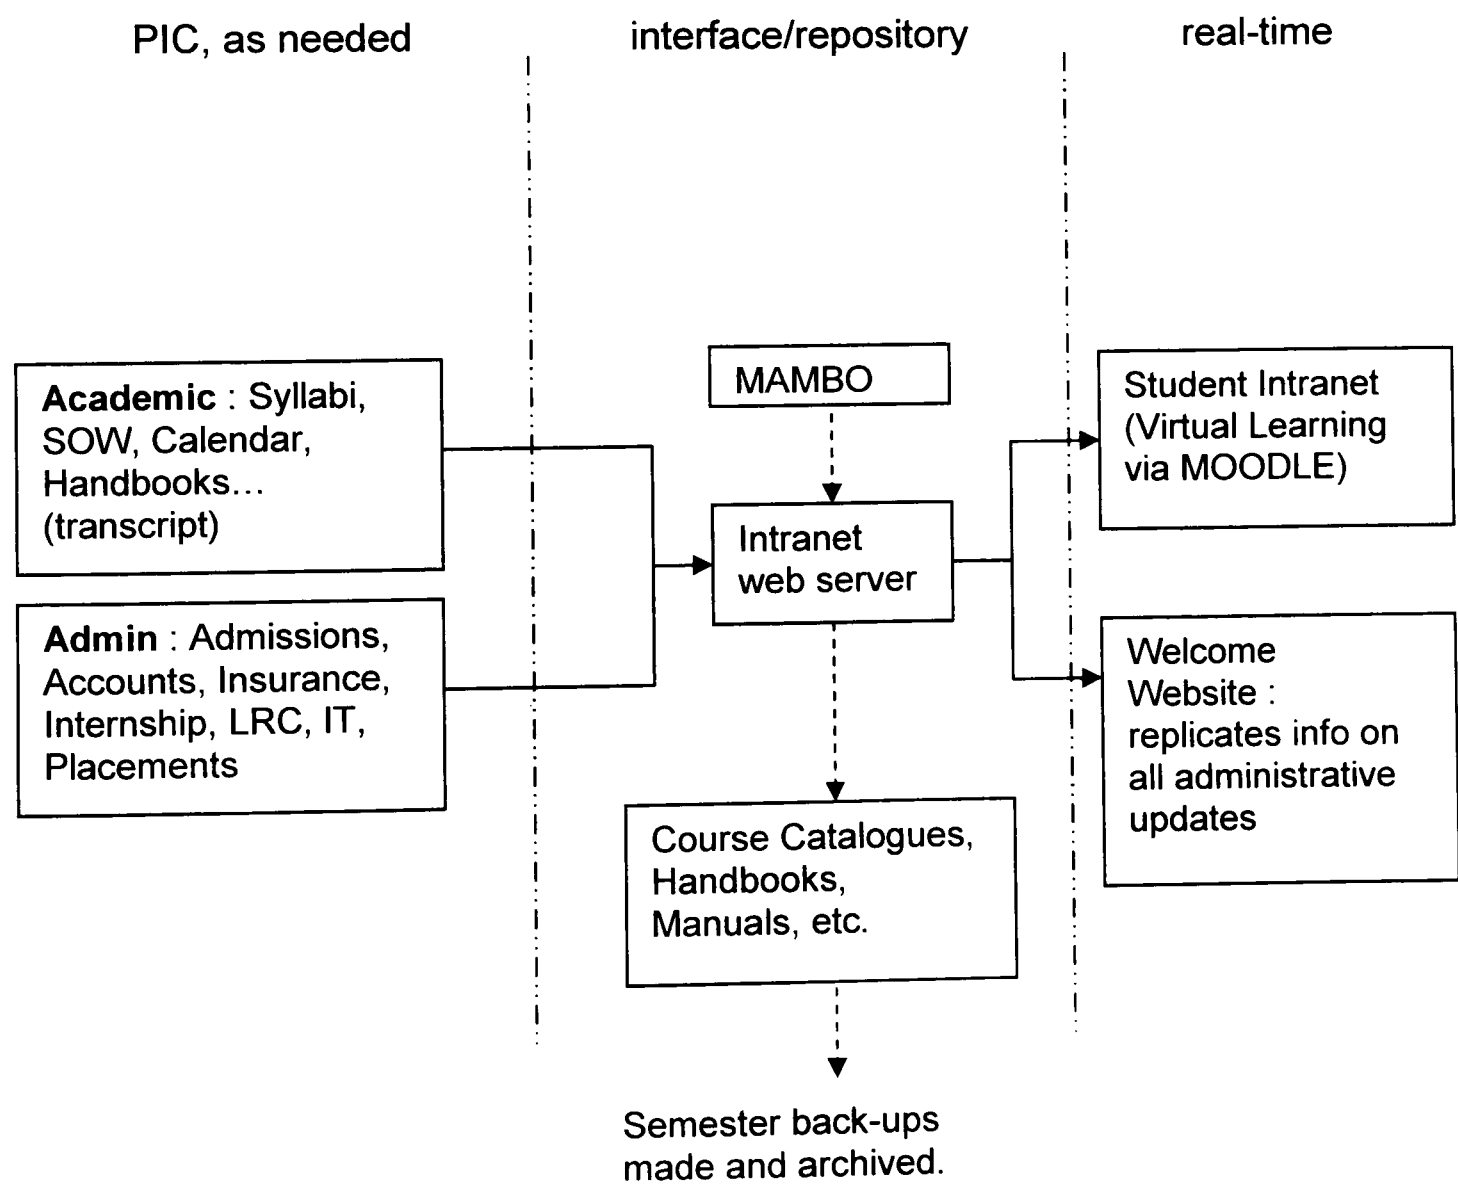 PIC, as needed
interface/repository
real-time
Academic : Syllabi,
SOW, Calendar,
Handbooks...
(transcript)
Admin : Admissions,
Accounts, Insurance,
Internship, LRC, IT,
Placements
MAMBO
Intranet
web server
Course Catalogues,
Handbooks,
Manuals, etc.
Semester back-ups
made and archived.
Student Intranet
(Virtual Learning
via MOODLE)
Welcome
Website :
replicates info on
all administrative
updates